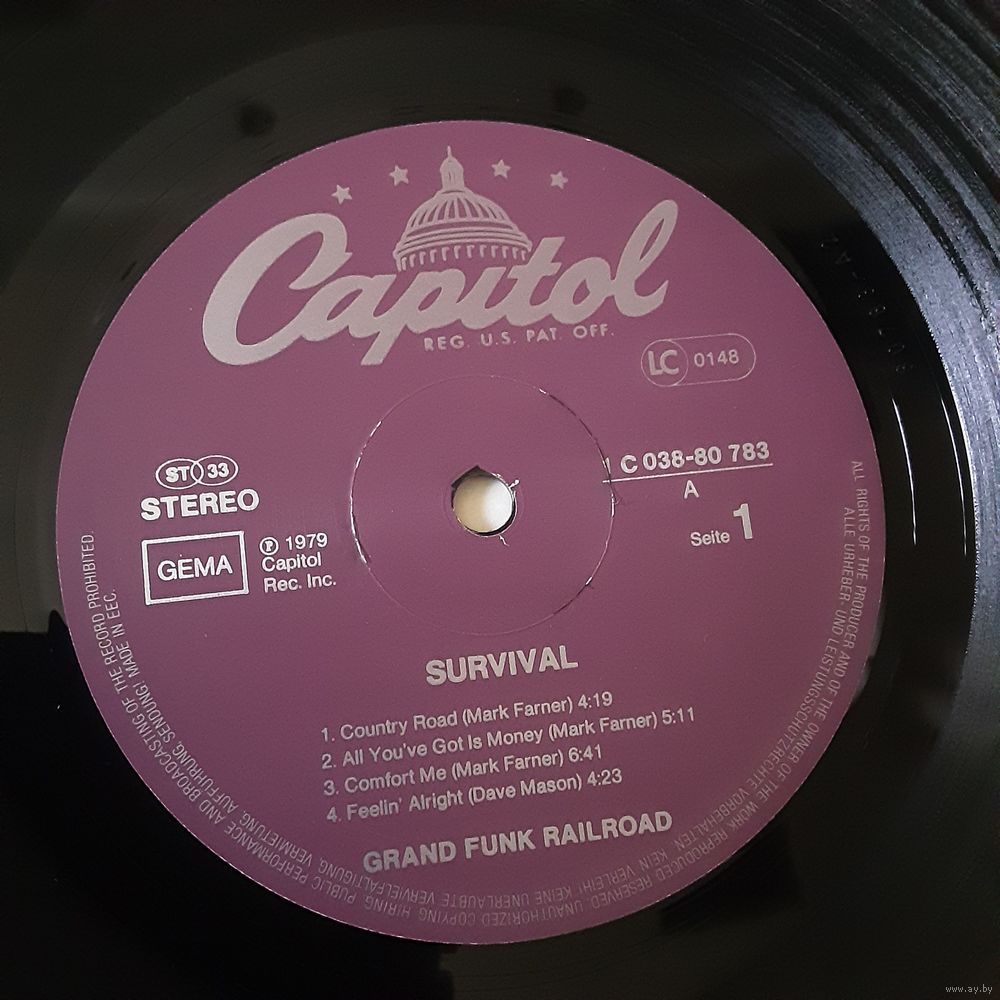 Capitol
REG. U.S. PAT. OFF.
LC 0148
ST 33
STEREO
GEMA
℗ 1979
Capitol
Rec. Inc.
1 C 038-80 783
A
Seite 1
SURVIVAL
1. Country Road (Mark Farner) 4:19
2. All You've Got Is Money (Mark Farner) 5:11
3. Comfort Me (Mark Farner) 6:41
4. Feelin' Alright (Dave Mason) 4:23
GRAND FUNK RAILROAD
ALL RIGHTS OF THE PRODUCER AND OF THE OWNER OF THE WORK REPRODUCED RESERVED. UNAUTHORIZED COPYING, HIRING, PUBLIC PERFORMANCE AND BROADCASTING OF THE RECORD PROHIBITED.
ALLE URHEBER- UND LEISTUNGSSCHUTZRECHTE VORBEHALTEN. KEIN VERLEIH! KEINE UNERLAUBTE VERVIELFÄLTIGUNG, VERMIETUNG, AUFFÜHRUNG, SENDUNG! MADE IN EEC.
www.ay.by